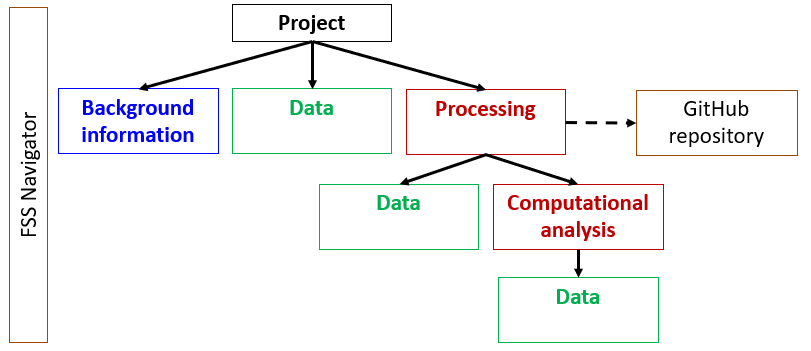 FSS Navigator
Project
Background
information
Data
Processing
GitHub
repository
Data
Computational
analysis
Data